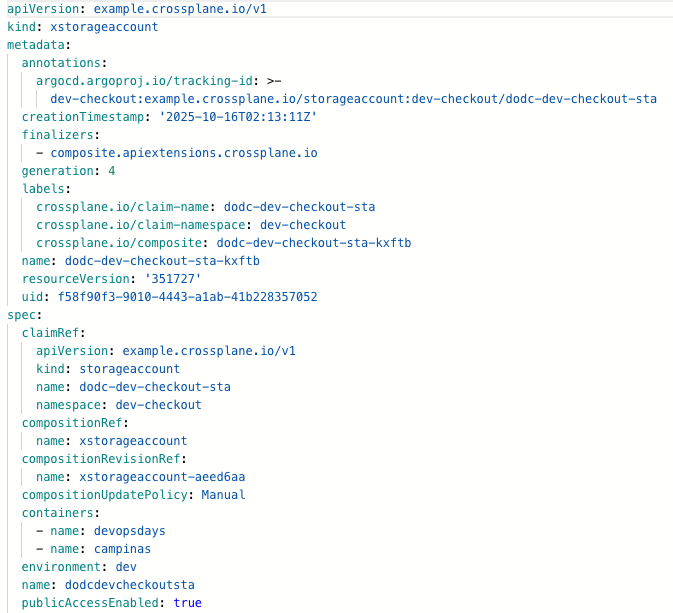 apiVersion: example.crossplane.io/v1
kind: xstorageaccount
metadata:
  annotations:
    argocd.argoproj.io/tracking-id: >-
      dev-checkout:example.crossplane.io/storageaccount:dev-checkout/dodc-dev-checkout-sta
  creationTimestamp: '2025-10-16T02:13:11Z'
  finalizers:
    - composite.apiextensions.crossplane.io
  generation: 4
  labels:
    crossplane.io/claim-name: dodc-dev-checkout-sta
    crossplane.io/claim-namespace: dev-checkout
    crossplane.io/composite: dodc-dev-checkout-sta-kxftb
  name: dodc-dev-checkout-sta-kxftb
  resourceVersion: '351727'
  uid: f58f90f3-9010-4443-a1ab-41b228357052
spec:
  claimRef:
    apiVersion: example.crossplane.io/v1
    kind: storageaccount
    name: dodc-dev-checkout-sta
    namespace: dev-checkout
  compositionRef:
    name: xstorageaccount
  compositionRevisionRef:
    name: xstorageaccount-aeed6aa
  compositionUpdatePolicy: Manual
  containers:
    - name: devopsdays
    - name: campinas
  environment: dev
  name: dodcdevcheckoutsta
  publicAccessEnabled: true